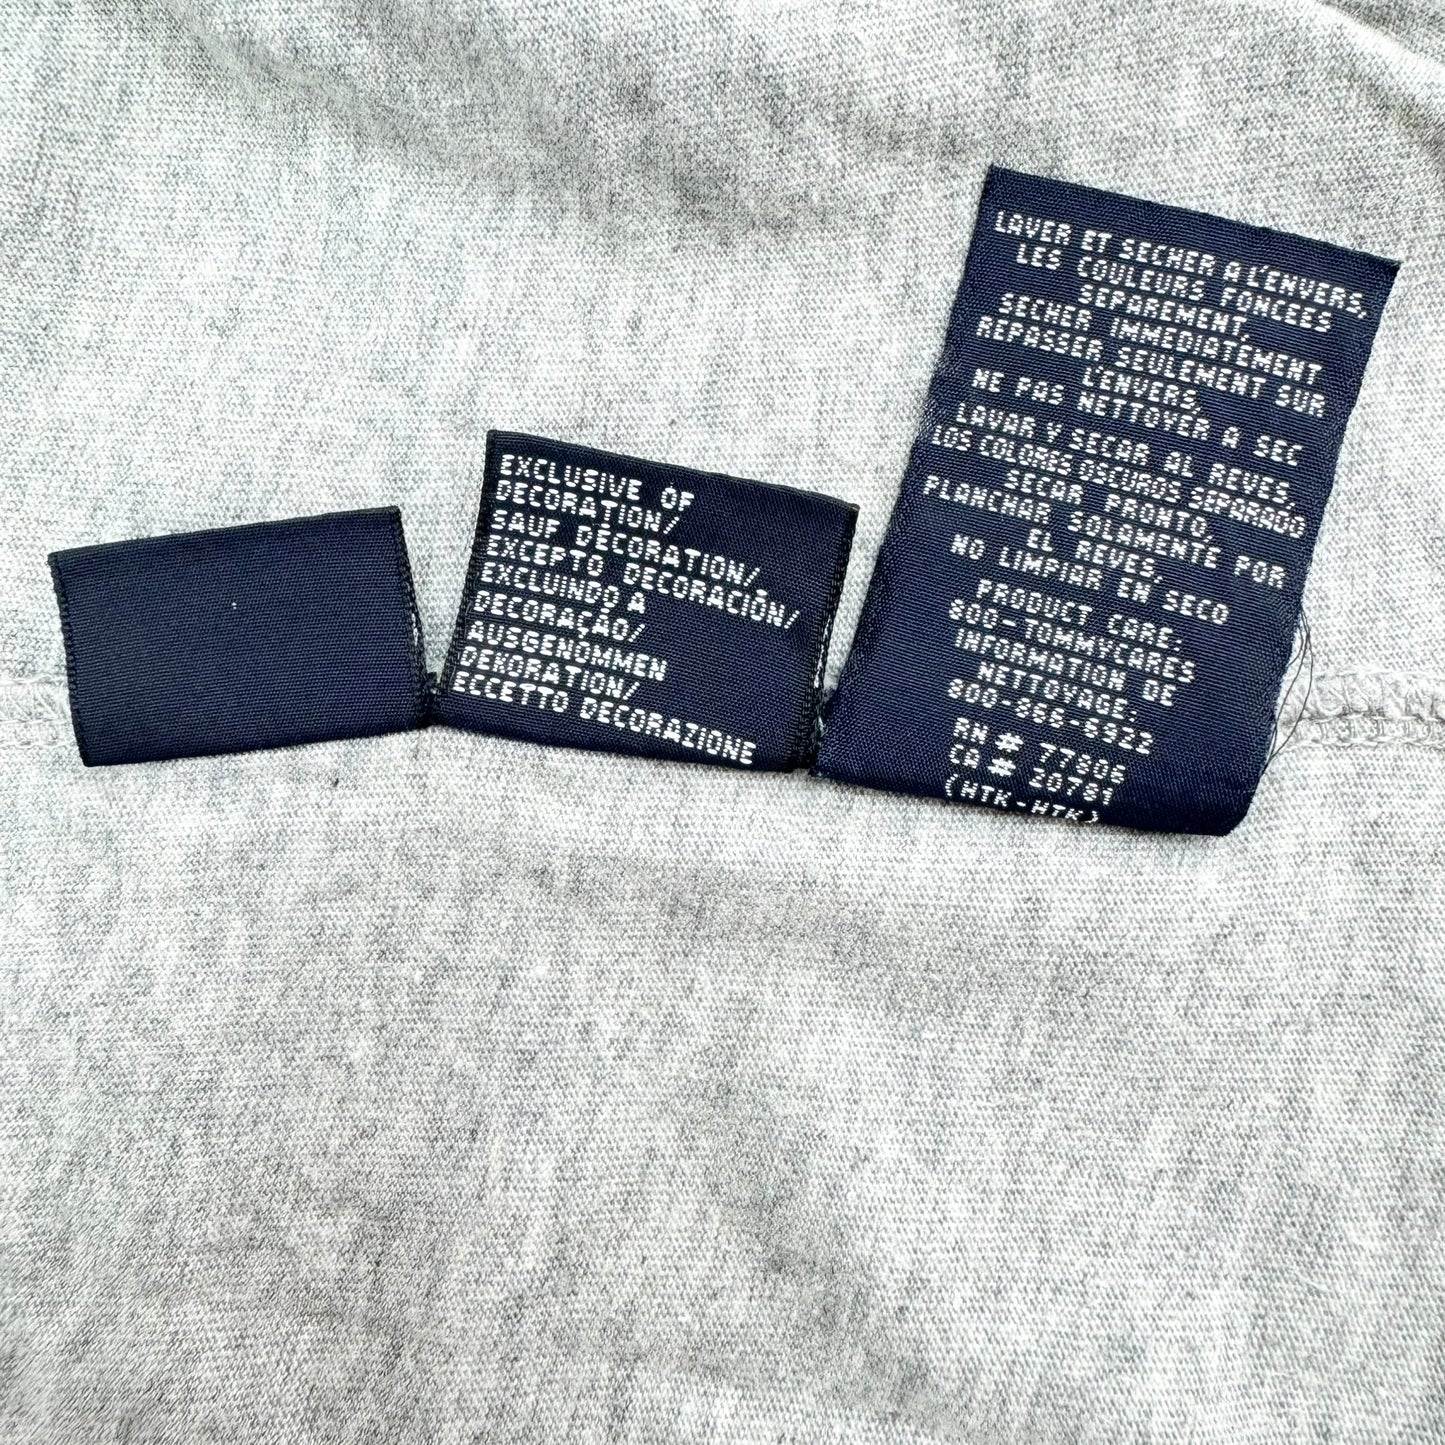 EXCLUSIVE OF
DECORATION/
SAUF DECORATION/
EXCEPTO DECORACIÓN/
EXCLUINDO A
DECORAÇÃO/
AUSGENOMMEN
DEKORATION/
ECCETTO DECORAZIONE
LAVER ET SECHER A L'ENVERS,
LES COULEURS FONCEES
SEPAREMENT,
SECHER IMMEDIATEMENT
REPASSER SEULEMENT SUR
L'ENVERS,
NE PAS NETTOYER A SEC
LAVAR Y SECAR AL REVES,
LOS COLORS OSCUROS SEPARADO
SECAR PRONTO,
PLANCHAR SOLAMENTE POR
EL REVES,
NO LIMPIAR EN SECO
PRODUCT CARE:
800-TOMMYCARES
INFORMATION DE
NETTOYAGE:
800-866-6922
RN # 77806
CA # 20781
(HTK-HTK)